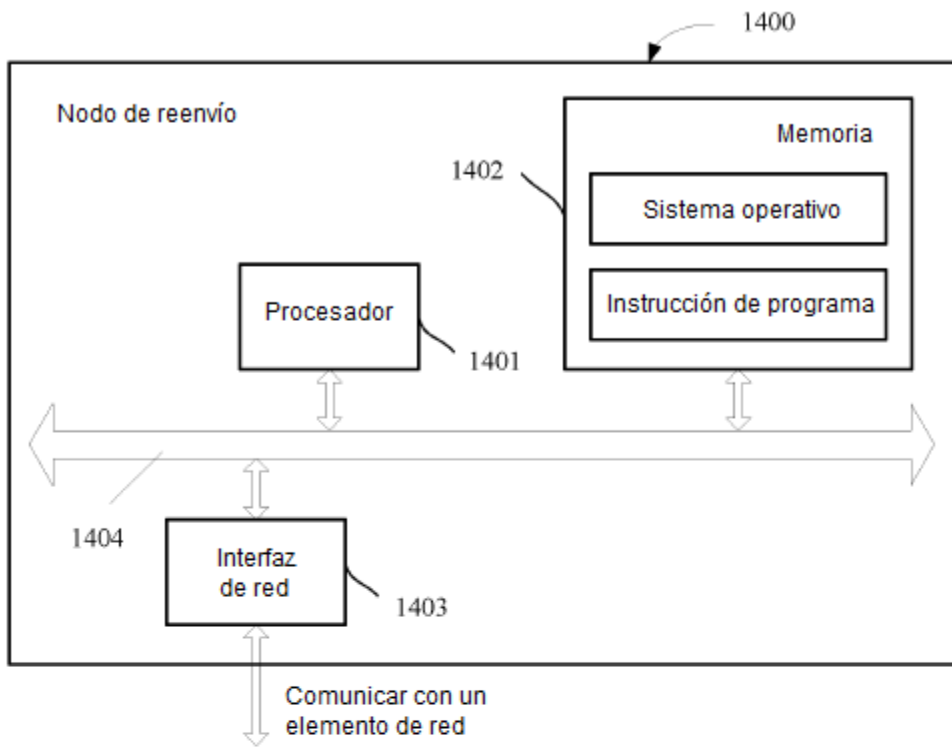 1400
Nodo de reenvío
Memoria
1402
Sistema operativo
Instrucción de programa
Procesador
1401
1404
Interfaz
de red
1403
Comunicar con un
elemento de red